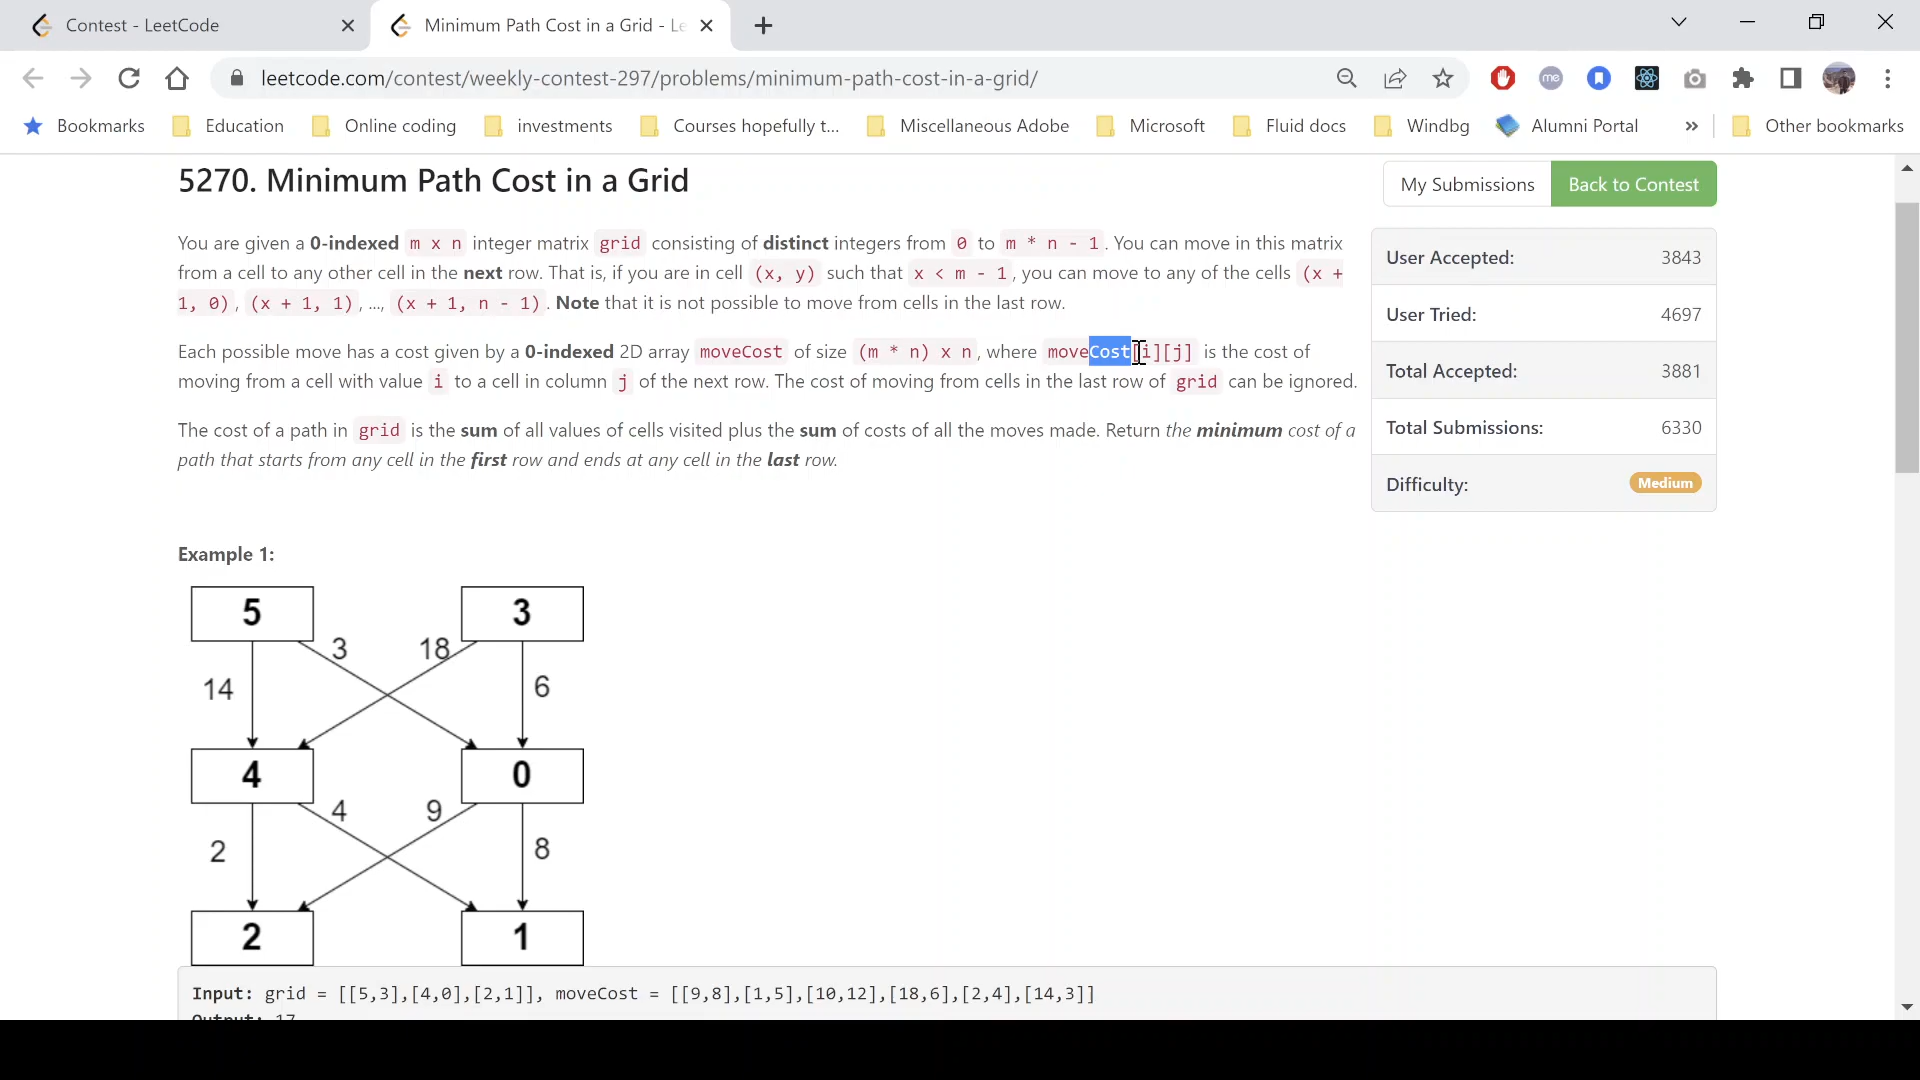 Contest - LeetCode
Minimum Path Cost in a Grid - Le
leetcode.com/contest/weekly-contest-297/problems/minimum-path-cost-in-a-grid/
me
Bookmarks Education Online coding investments Courses hopefully t... Miscellaneous Adobe Microsoft Fluid docs Windbg Alumni Portal » Other bookmarks
5270. Minimum Path Cost in a Grid
My Submissions Back to Contest
You are given a 0-indexed m x n integer matrix grid consisting of distinct integers from 0 to m * n - 1. You can move in this matrix
from a cell to any other cell in the next row. That is, if you are in cell (x, y) such that x < m - 1, you can move to any of the cells (x +
1, 0), (x + 1, 1), ..., (x + 1, n - 1). Note that it is not possible to move from cells in the last row.
Each possible move has a cost given by a 0-indexed 2D array moveCost of size (m * n) x n, where moveCost[i][j] is the cost of
moving from a cell with value i to a cell in column j of the next row. The cost of moving from cells in the last row of grid can be ignored.
The cost of a path in grid is the sum of all values of cells visited plus the sum of costs of all the moves made. Return the minimum cost of a
path that starts from any cell in the first row and ends at any cell in the last row.
User Accepted: 3843
User Tried: 4697
Total Accepted: 3881
Total Submissions: 6330
Difficulty: Medium
Example 1:
5 3
3 18
14 6
4 0
4 9
2 8
2 1
Input: grid = [[5,3],[4,0],[2,1]], moveCost = [[9,8],[1,5],[10,12],[18,6],[2,4],[14,3]]
Output: 17